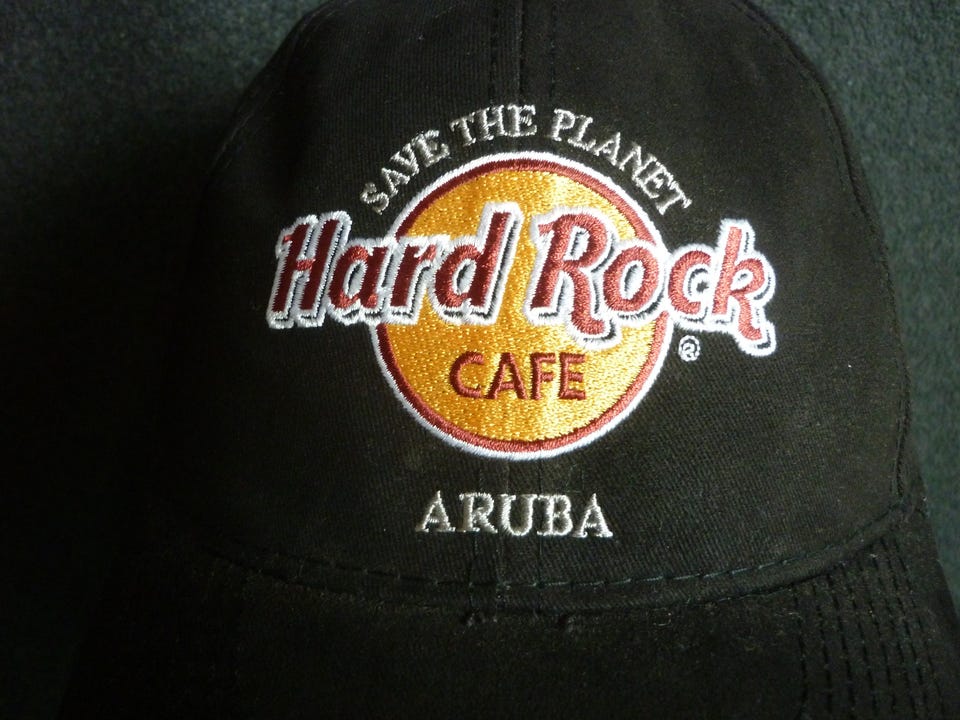 SAVE THE PLANET
Hard Rock
®
CAFE
ARUBA